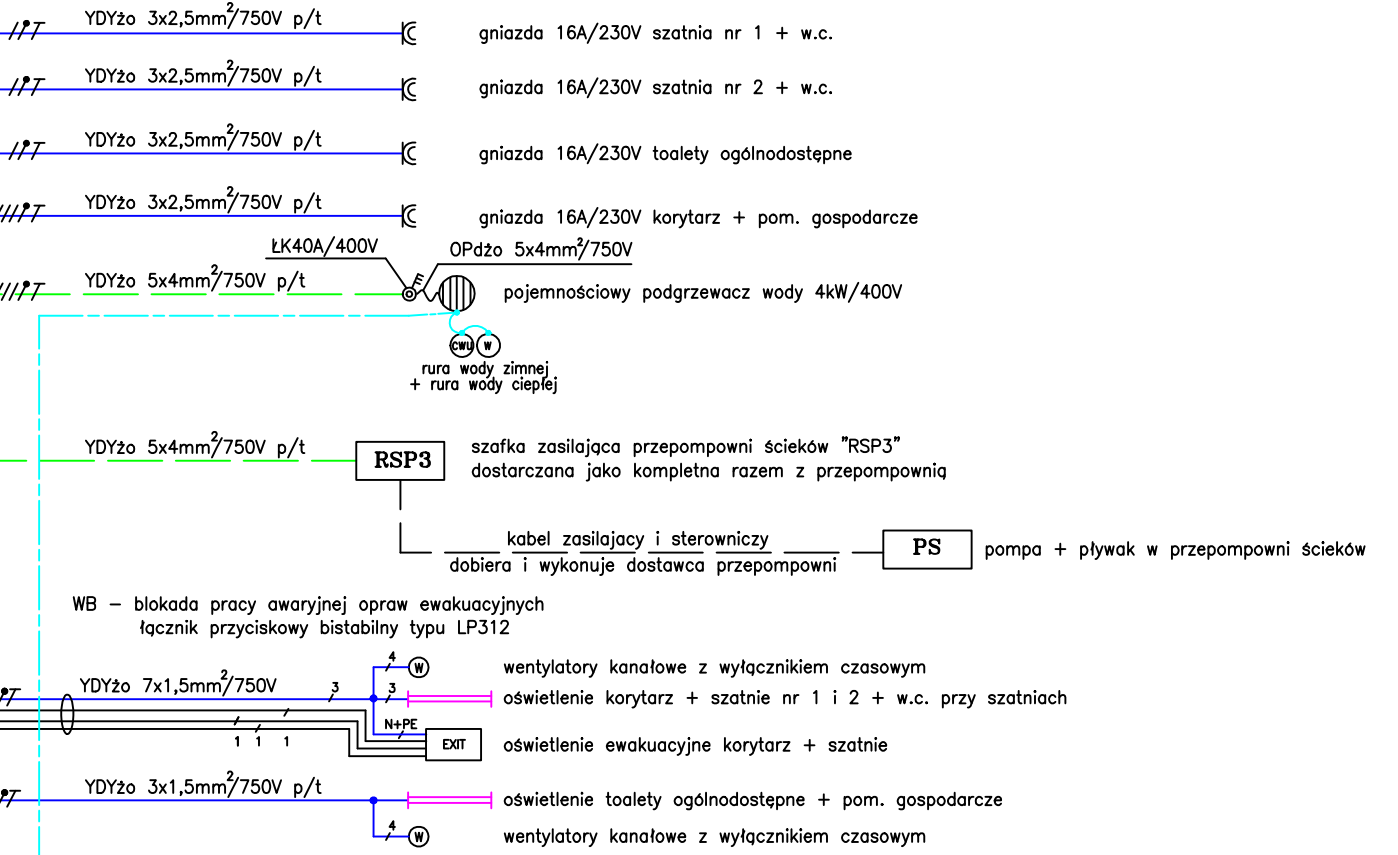 YDYżo 3x2,5mm²/750V p/t
gniazda 16A/230V szatnia nr 1 + w.c.
YDYżo 3x2,5mm²/750V p/t
gniazda 16A/230V szatnia nr 2 + w.c.
YDYżo 3x2,5mm²/750V p/t
gniazda 16A/230V toalety ogólnodostępne
YDYżo 3x2,5mm²/750V p/t
gniazda 16A/230V korytarz + pom. gospodarcze
ŁK40A/400V
OPdżo 5x4mm²/750V
YDYżo 5x4mm²/750V p/t
pojemnościowy podgrzewacz wody 4kW/400V
cwu
w
rura wody zimnej
+ rura wody ciepłej
YDYżo 5x4mm²/750V p/t
RSP3
szafka zasilająca przepompowni ścieków "RSP3"
dostarczana jako kompletna razem z przepompownią
kabel zasilajacy i sterowniczy
dobiera i wykonuje dostawca przepompowni
PS
pompa + pływak w przepompowni ścieków
WB – blokada pracy awaryjnej opraw ewakuacyjnych
łącznik przyciskowy bistabilny typu LP312
4
W
wentylatory kanałowe z wyłącznikiem czasowym
YDYżo 7x1,5mm²/750V
3
3
oświetlenie korytarz + szatnie nr 1 i 2 + w.c. przy szatniach
N+PE
1
1
1
EXIT
oświetlenie ewakuacyjne korytarz + szatnie
YDYżo 3x1,5mm²/750V p/t
oświetlenie toalety ogólnodostępne + pom. gospodarcze
4
W
wentylatory kanałowe z wyłącznikiem czasowym